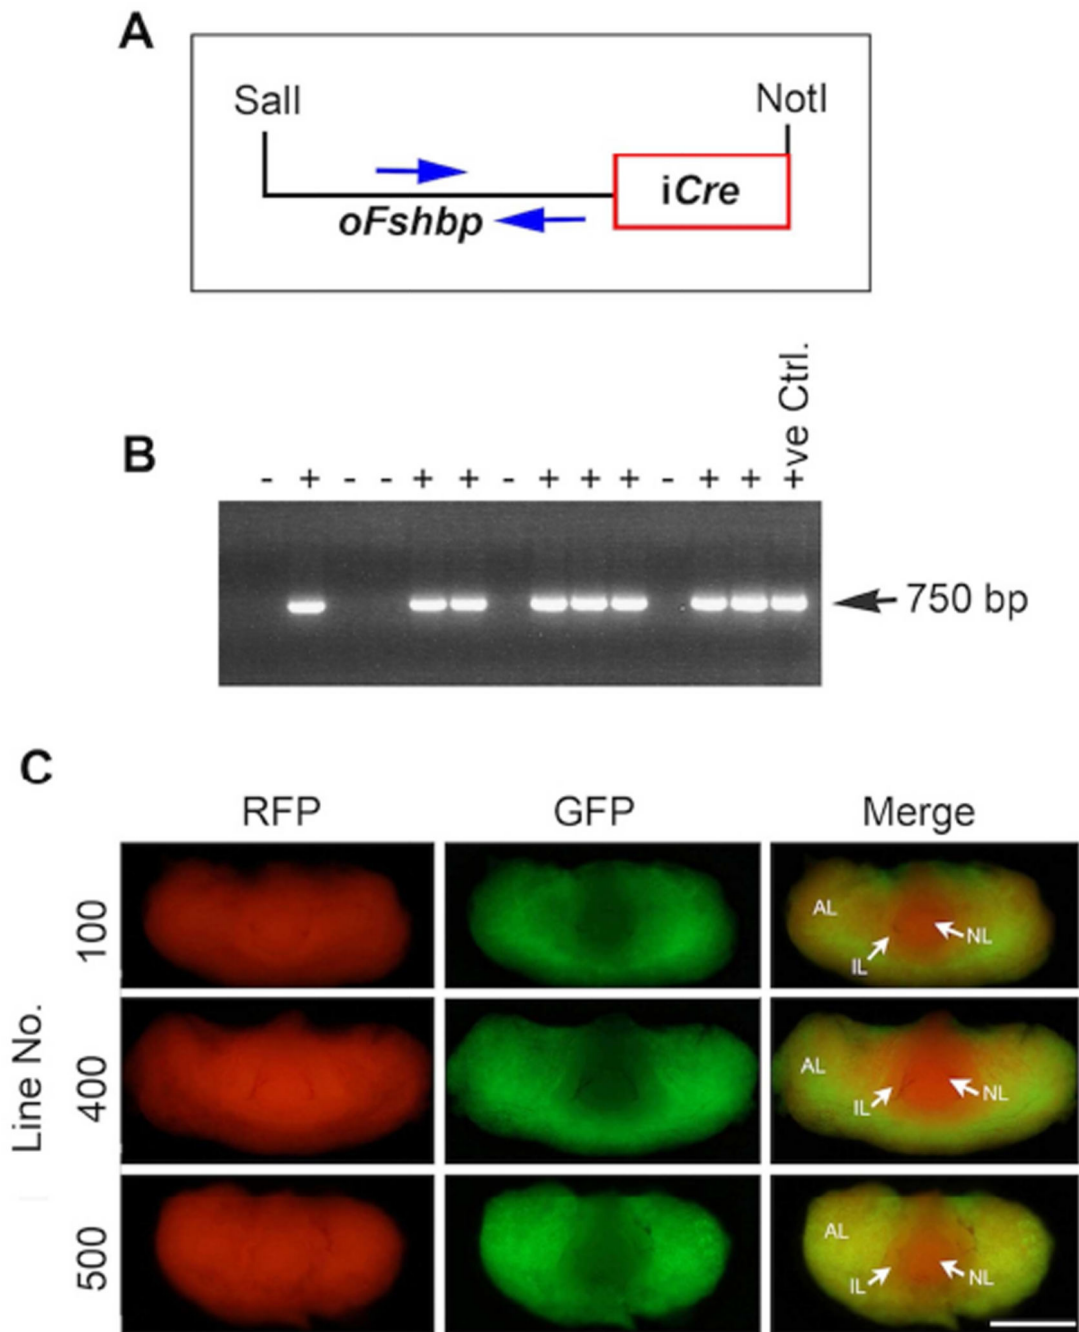 A
SalI
NotI
iCre
oFshbp
+ve Ctrl.
B
- + - - + + - + + + - + +
750 bp
C
RFP GFP Merge
Line No.
100
AL
IL
NL
400
AL
IL
NL
500
AL
IL
NL